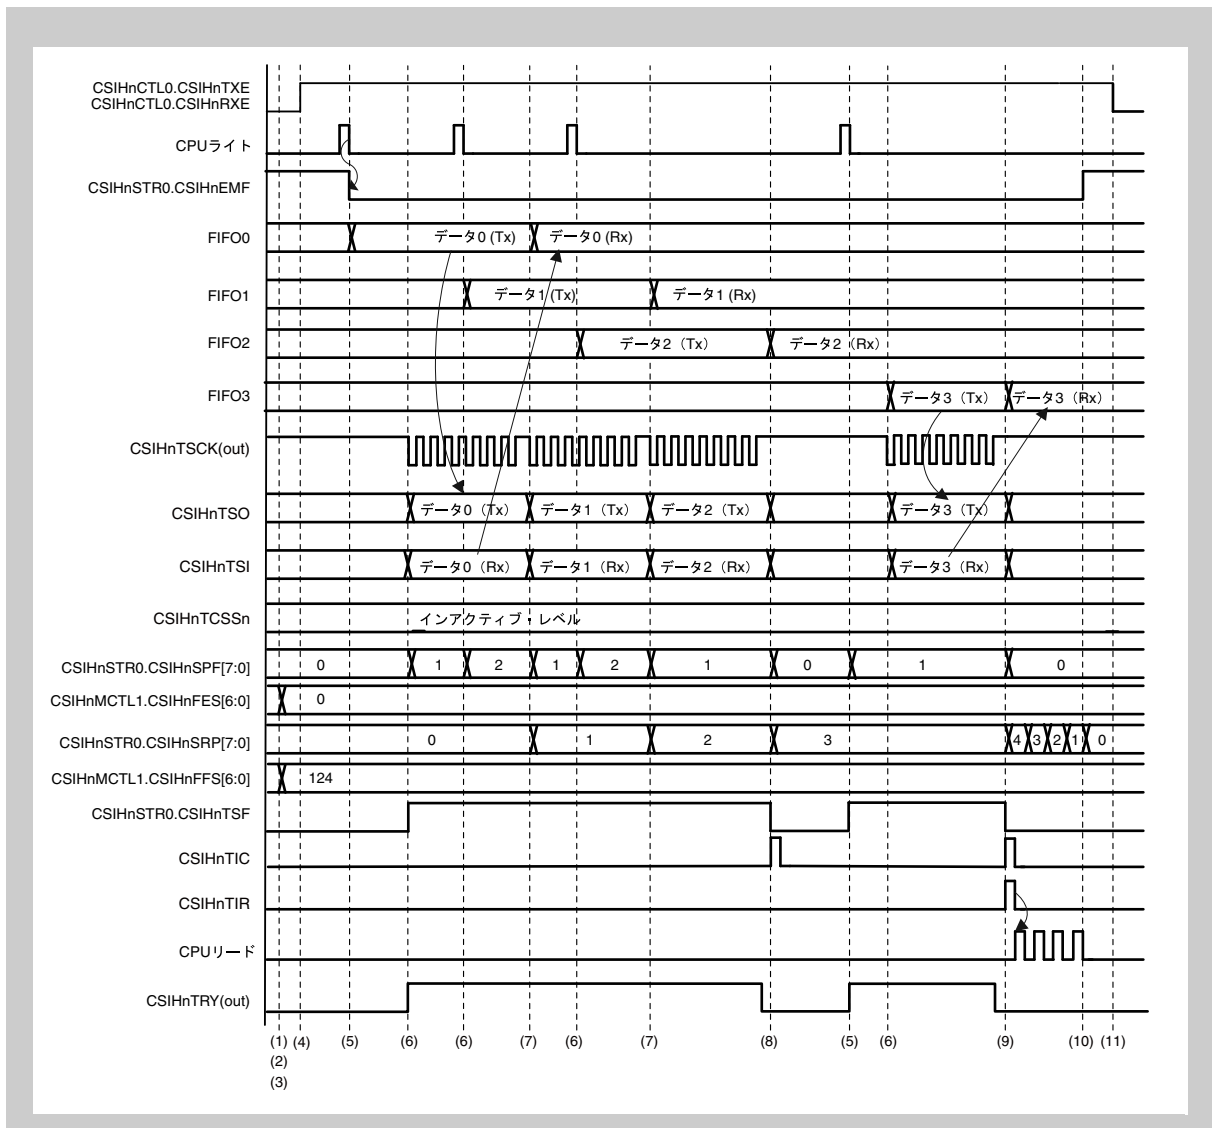 CSIHnCTL0.CSIHnTXE
CSIHnCTL0.CSIHnRXE
CPUライト
CSIHnSTR0.CSIHnEMF
FIFO0
データ0 (Tx)
データ0 (Rx)
FIFO1
データ1 (Tx)
データ1 (Rx)
FIFO2
データ2 (Tx)
データ2 (Rx)
FIFO3
データ3 (Tx)
データ3 (Rx)
CSIHnTSCK(out)
CSIHnTSO
データ0 (Tx)
データ1 (Tx)
データ2 (Tx)
データ3 (Tx)
CSIHnTSI
データ0 (Rx)
データ1 (Rx)
データ2 (Rx)
データ3 (Rx)
CSIHnTCSSn
インアクティブ・レベル
CSIHnSTR0.CSIHnSPF[7:0]
0 1 2 1 2 1 0 1 0
CSIHnMCTL1.CSIHnFES[6:0]
0
CSIHnSTR0.CSIHnSRP[7:0]
0 1 2 3 4 3 2 1 0
CSIHnMCTL1.CSIHnFFS[6:0]
124
CSIHnSTR0.CSIHnTSF
CSIHnTIC
CSIHnTIR
CPUリード
CSIHnTRY(out)
(1) (4) (5) (6) (6) (7) (6) (7) (8) (5) (6) (9) (10) (11)
(2)
(3)